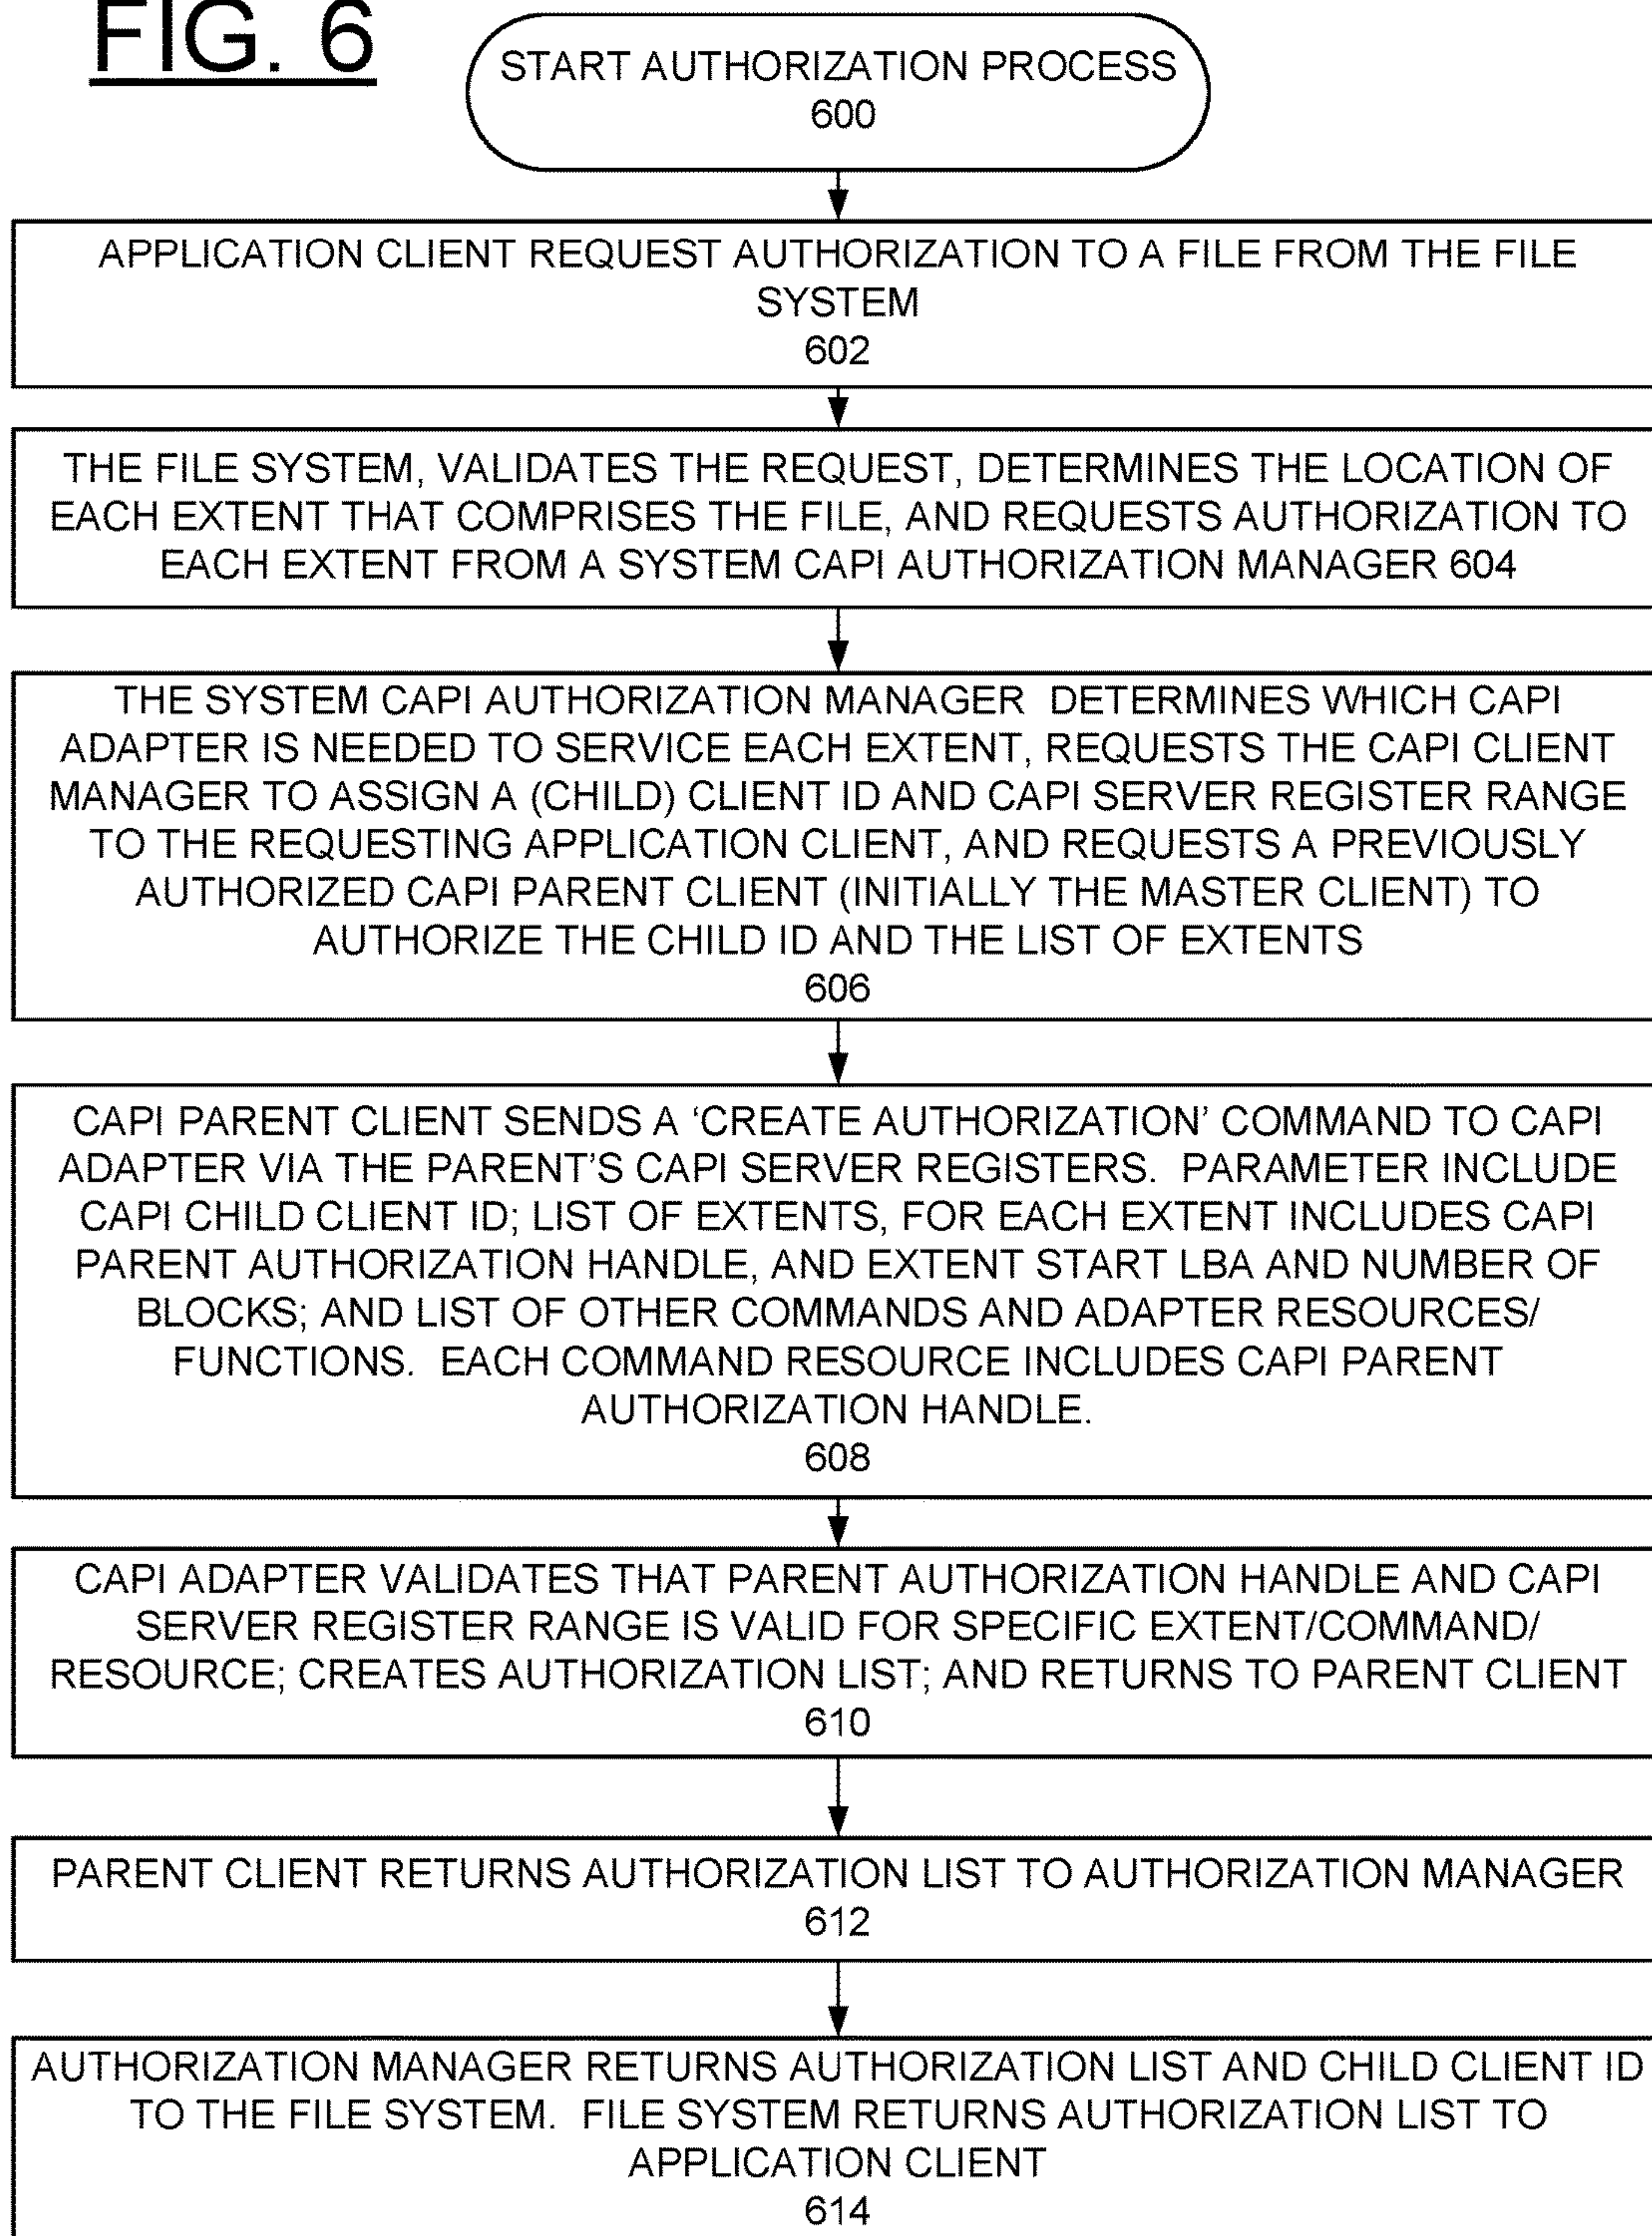 FIG. 6
START AUTHORIZATION PROCESS
600
APPLICATION CLIENT REQUEST AUTHORIZATION TO A FILE FROM THE FILE
SYSTEM
602
THE FILE SYSTEM, VALIDATES THE REQUEST, DETERMINES THE LOCATION OF
EACH EXTENT THAT COMPRISES THE FILE, AND REQUESTS AUTHORIZATION TO
EACH EXTENT FROM A SYSTEM CAPI AUTHORIZATION MANAGER 604
THE SYSTEM CAPI AUTHORIZATION MANAGER DETERMINES WHICH CAPI
ADAPTER IS NEEDED TO SERVICE EACH EXTENT, REQUESTS THE CAPI CLIENT
MANAGER TO ASSIGN A (CHILD) CLIENT ID AND CAPI SERVER REGISTER RANGE
TO THE REQUESTING APPLICATION CLIENT, AND REQUESTS A PREVIOUSLY
AUTHORIZED CAPI PARENT CLIENT (INITIALLY THE MASTER CLIENT) TO
AUTHORIZE THE CHILD ID AND THE LIST OF EXTENTS
606
CAPI PARENT CLIENT SENDS A ‘CREATE AUTHORIZATION’ COMMAND TO CAPI
ADAPTER VIA THE PARENT’S CAPI SERVER REGISTERS. PARAMETER INCLUDE
CAPI CHILD CLIENT ID; LIST OF EXTENTS, FOR EACH EXTENT INCLUDES CAPI
PARENT AUTHORIZATION HANDLE, AND EXTENT START LBA AND NUMBER OF
BLOCKS; AND LIST OF OTHER COMMANDS AND ADAPTER RESOURCES/
FUNCTIONS. EACH COMMAND RESOURCE INCLUDES CAPI PARENT
AUTHORIZATION HANDLE.
608
CAPI ADAPTER VALIDATES THAT PARENT AUTHORIZATION HANDLE AND CAPI
SERVER REGISTER RANGE IS VALID FOR SPECIFIC EXTENT/COMMAND/
RESOURCE; CREATES AUTHORIZATION LIST; AND RETURNS TO PARENT CLIENT
610
PARENT CLIENT RETURNS AUTHORIZATION LIST TO AUTHORIZATION MANAGER
612
AUTHORIZATION MANAGER RETURNS AUTHORIZATION LIST AND CHILD CLIENT ID
TO THE FILE SYSTEM. FILE SYSTEM RETURNS AUTHORIZATION LIST TO
APPLICATION CLIENT
614